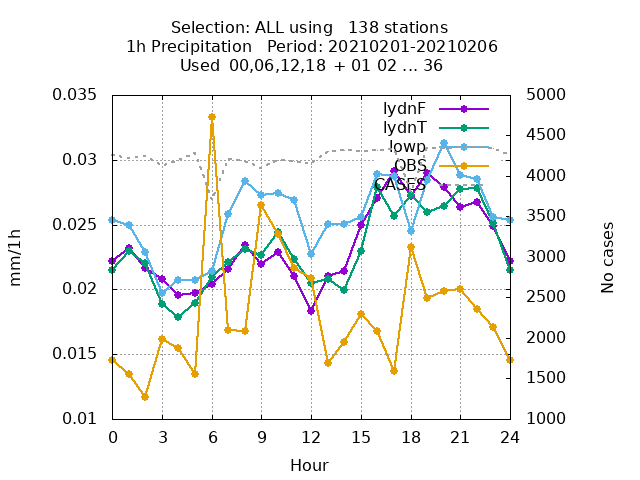 Selection: ALL using   138 stations
1h Precipitation   Period: 20210201-20210206
Used  00,06,12,18 + 01 02 ... 36
0.035
0.03
0.025
0.02
0.015
0.01
5000
4500
4000
3500
3000
2500
2000
1500
1000
lydnF
lydnT
lowp
OBS
CASES
mm/1h
No cases
0 3 6 9 12 15 18 21 24
Hour